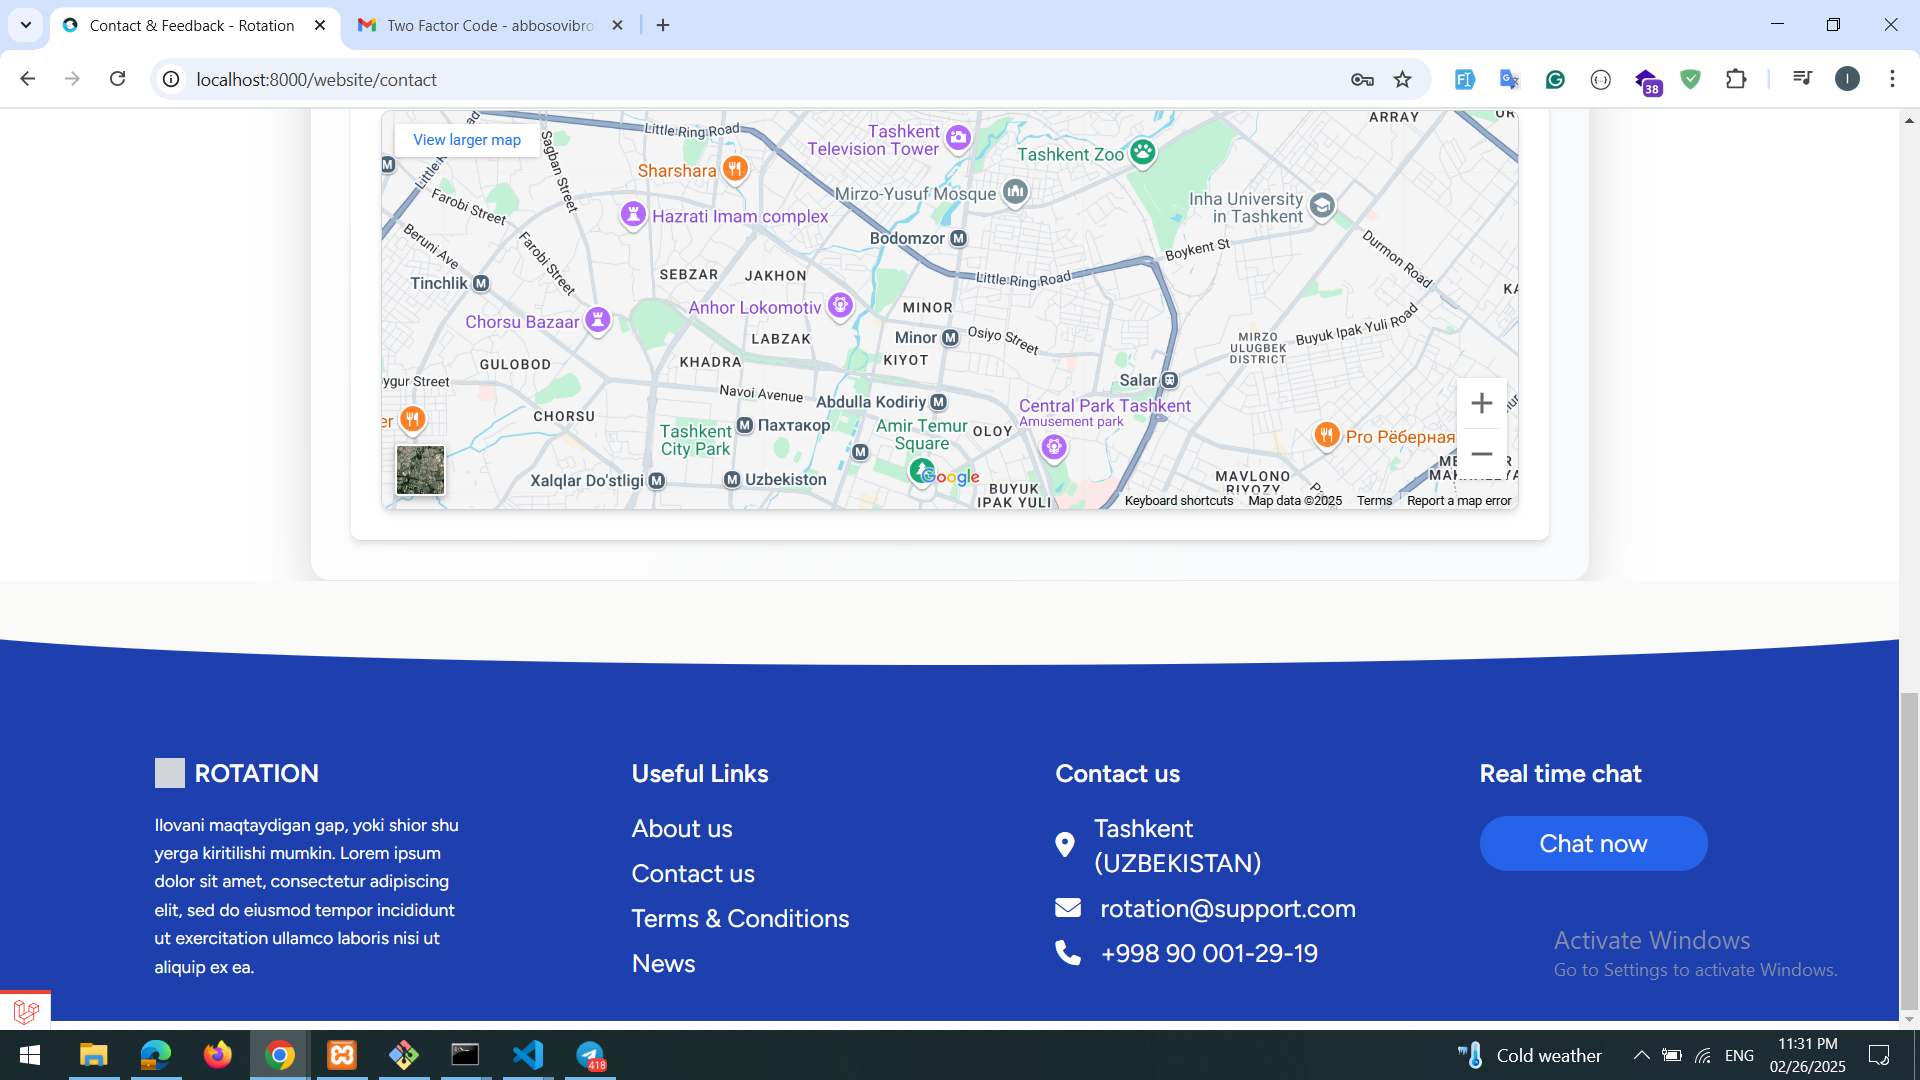 Contact & Feedback - Rotation
Two Factor Code - abbosovibro
localhost:8000/website/contact
38
I
View larger map
Little Ring Road
Sagban Street
Tashkent
Television Tower
Tashkent Zoo
ARRAY
Sharshara
Mirzo-Yusuf Mosque
Inha University
in Tashkent
Farobi Street
Hazrati Imam complex
Beruni Ave
Farobi Street
Bodomzor
Boykent St
Durmon Road
SEBZAR
JAKHON
Little Ring Road
Tinchlik
Anhor Lokomotiv
MINOR
Chorsu Bazaar
LABZAK
Minor
Osiyo Street
MIRZO
ULUGBEK
DISTRICT
Buyuk Ipak Yuli Road
GULOBOD
KHADRA
KIYOT
ygur Street
Navoi Avenue
Salar
Abdulla Kodiriy
Central Park Tashkent
Amusement park
CHORSU
er
Tashkent
City Park
Пахтакор
Amir Temur
Square
OLOY
Pro Рёберная
Xalqlar Do'stligi
Uzbekiston
Google
BUYUK
IPAK YULI
MAVLONO
RIYOZY
Keyboard shortcuts
Map data ©2025
Terms
Report a map error
ROTATION
Ilovani maqtaydigan gap, yoki shior shu
yerga kiritilishi mumkin. Lorem ipsum
dolor sit amet, consectetur adipiscing
elit, sed do eiusmod tempor incididunt
ut exercitation ullamco laboris nisi ut
aliquip ex ea.
Useful Links
About us
Contact us
Terms & Conditions
News
Contact us
Tashkent
(UZBEKISTAN)
rotation@support.com
+998 90 001-29-19
Real time chat
Chat now
Activate Windows
Go to Settings to activate Windows.
418
Cold weather
ENG
11:31 PM
02/26/2025